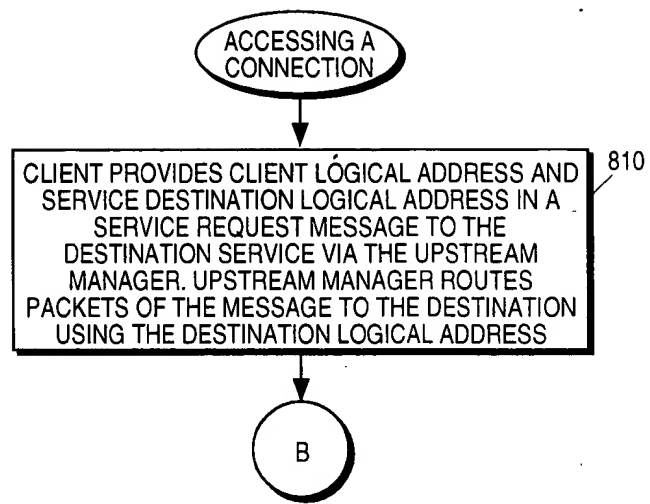 ACCESSING A
CONNECTION
CLIENT PROVIDES CLIENT LOGICAL ADDRESS AND
SERVICE DESTINATION LOGICAL ADDRESS IN A
SERVICE REQUEST MESSAGE TO THE
DESTINATION SERVICE VIA THE UPSTREAM
MANAGER. UPSTREAM MANAGER ROUTES
PACKETS OF THE MESSAGE TO THE DESTINATION
USING THE DESTINATION LOGICAL ADDRESS
810
B